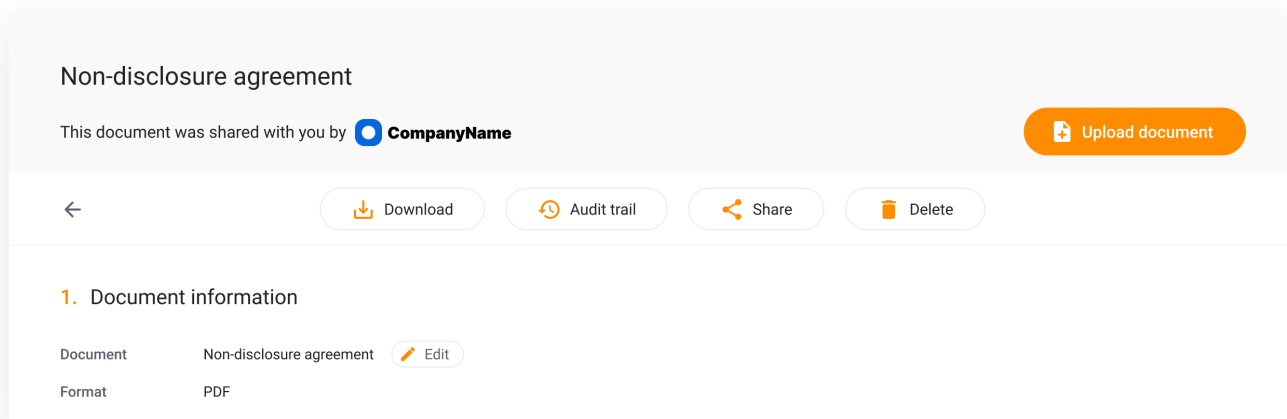 Non-disclosure agreement
This document was shared with you by CompanyName
Upload document
Download Audit trail Share Delete
1. Document information
Document Non-disclosure agreement Edit
Format PDF